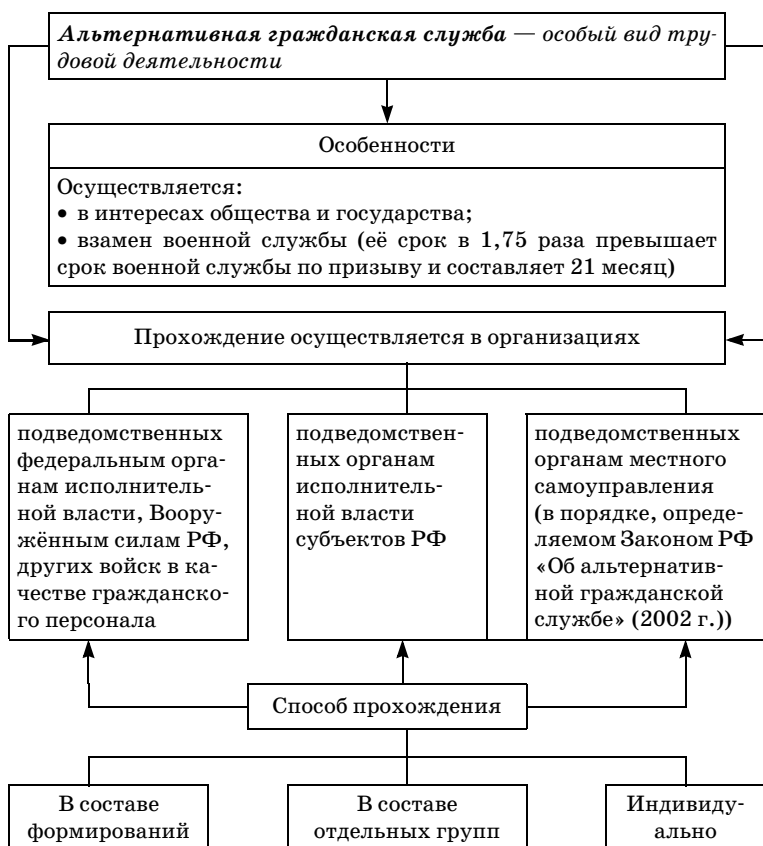 Альтернативная гражданская служба — особый вид тру-
довой деятельности
Особенности
Осуществляется:
• в интересах общества и государства;
• взамен военной службы (её срок в 1,75 раза превышает
срок военной службы по призыву и составляет 21 месяц)
Прохождение осуществляется в организациях
подведомственных
федеральным орга-
нам исполнитель-
ной власти, Воору-
жённым силам РФ,
других войск в ка-
честве гражданско-
го персонала
подведомствен-
ных органам
исполнитель-
ной власти
субъектов РФ
подведомственных
органам местного
самоуправления
(в порядке, опреде-
ляемом Законом РФ
«Об альтернатив-
ной гражданской
службе» (2002 г.))
Способ прохождения
В составе
формирований
В составе
отдельных групп
Индивиду-
ально